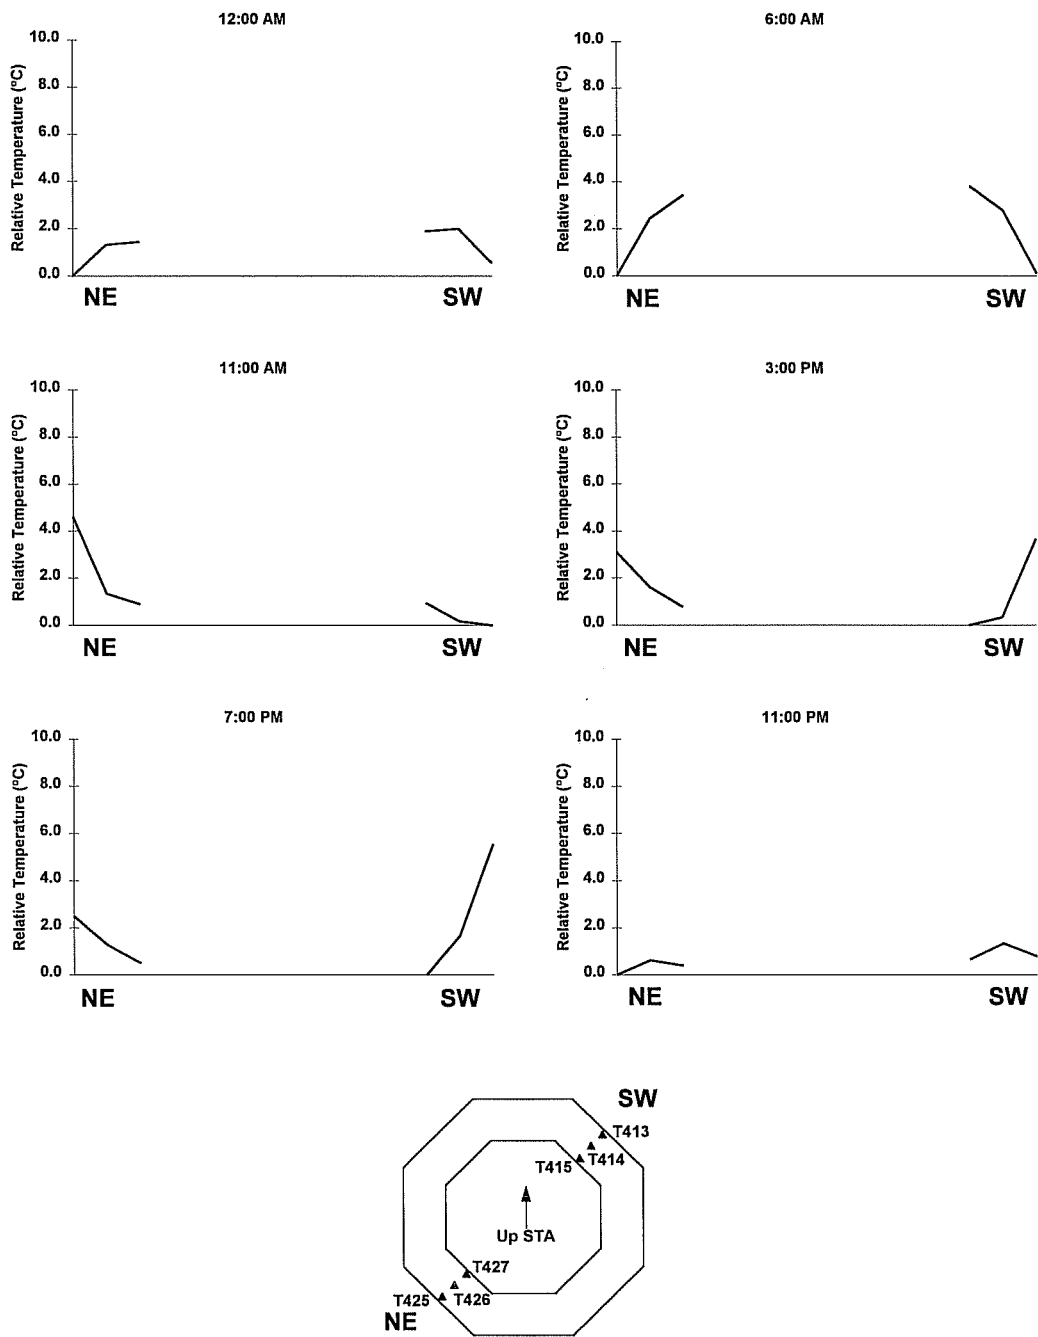 12:00 AM
Relative Temperature (ºC)
10.0
8.0
6.0
4.0
2.0
0.0
NE
SW
6:00 AM
Relative Temperature (ºC)
10.0
8.0
6.0
4.0
2.0
0.0
NE
SW
11:00 AM
Relative Temperature (ºC)
10.0
8.0
6.0
4.0
2.0
0.0
NE
SW
3:00 PM
Relative Temperature (ºC)
10.0
8.0
6.0
4.0
2.0
0.0
NE
SW
7:00 PM
Relative Temperature (ºC)
10.0
8.0
6.0
4.0
2.0
0.0
NE
SW
11:00 PM
Relative Temperature (ºC)
10.0
8.0
6.0
4.0
2.0
0.0
NE
SW
SW
T413
T414
T415
Up STA
T427
T426
T425
NE